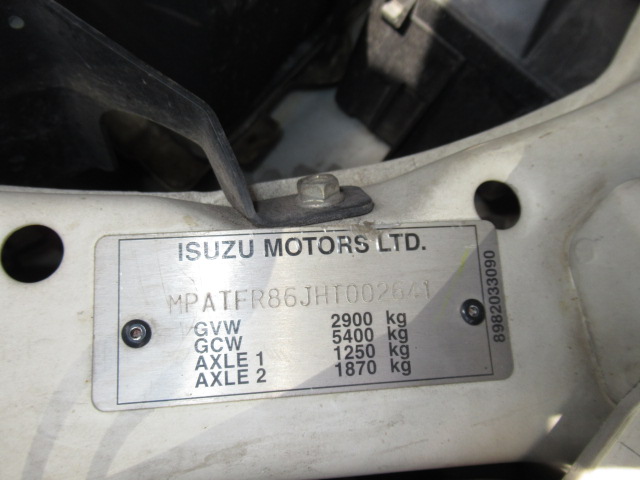 ISUZU MOTORS LTD.
MPATFR86JHT002641
GVW 2900 kg
GCW 5400 kg
AXLE 1 1250 kg
AXLE 2 1870 kg
8982033090